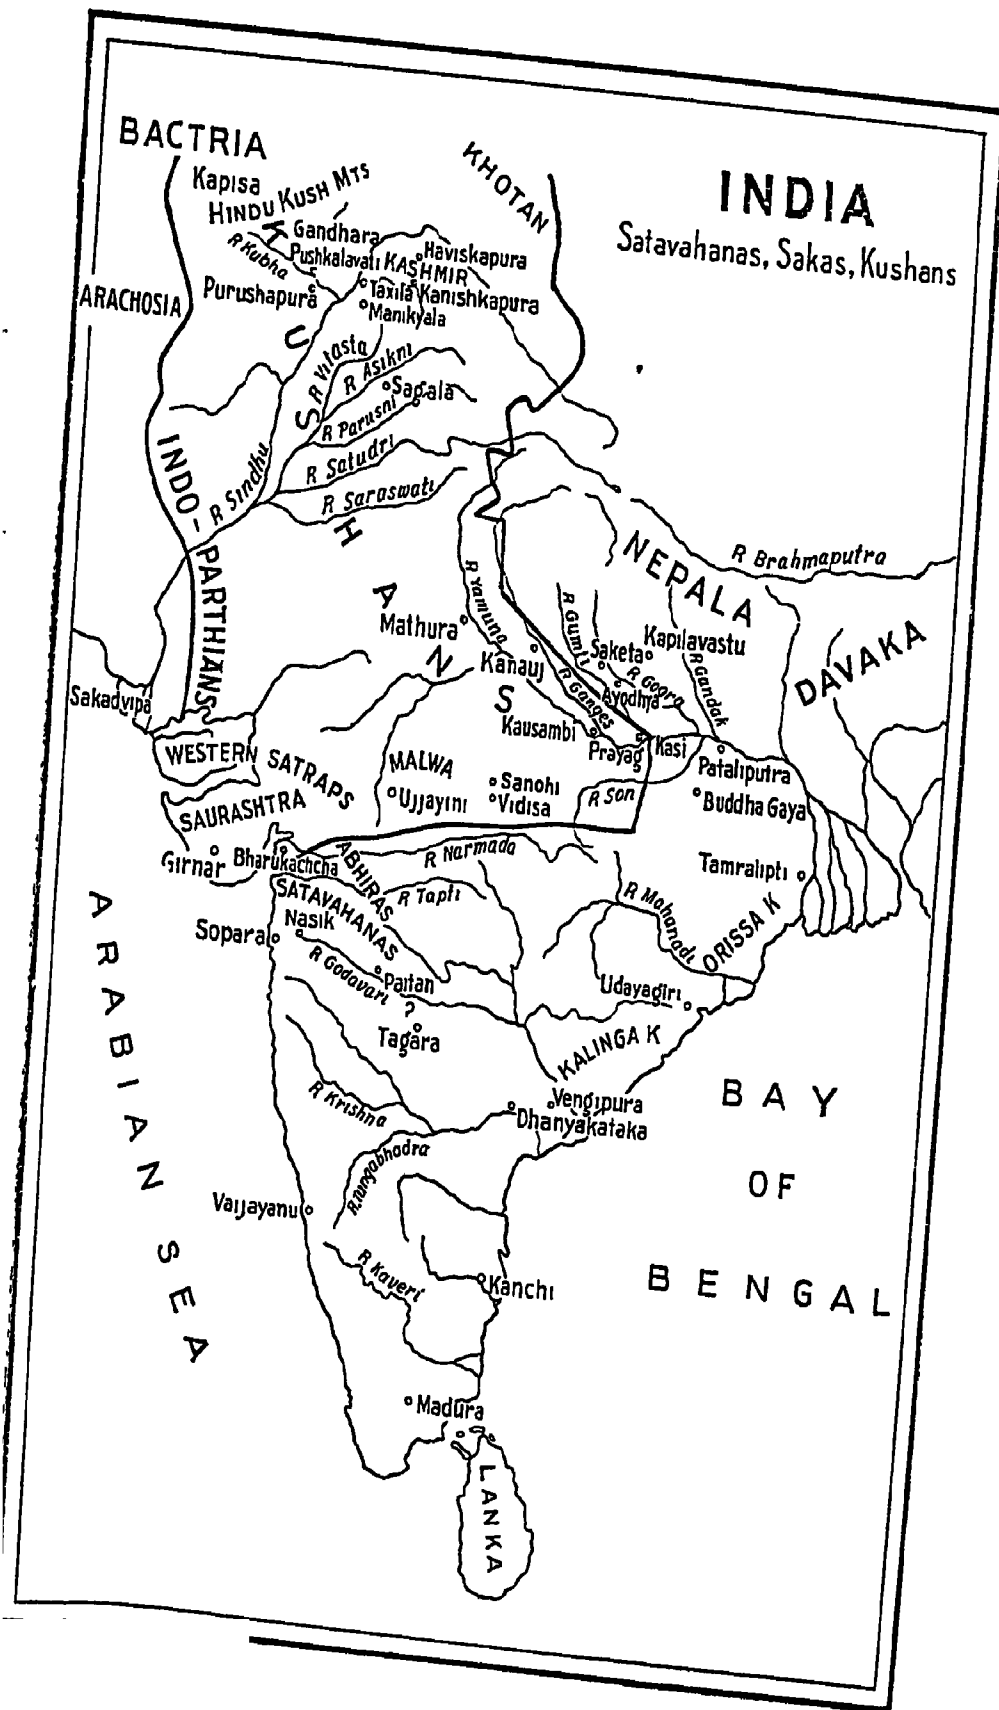 INDIA
Satavahanas, Sakas, Kushans
BACTRIA
KHOTAN
Kapisa
HINDU KUSH MTS
Gandhara
Haviskapura
R Kubha
Pushkalavati
KASHMIR
ARACHOSIA
Purushapura
Taxila
Kanishkapura
Manikyala
KUSHANS
R Vitasta
R Asikni
Sagala
R Parusni
R Sindhu
R Satudri
R Saraswati
INDO-PARTHIANS
NEPALA
R Brahmaputra
R Yamuna
R Gumti
Mathura
Kapilavastu
Saketa
DAVAKA
Kanauj
R Gogra
R Gandak
Ayodhya
R Ganges
Sakadvipa
Kausambi
Prayag
Kasi
Pataliputra
WESTERN SATRAPS
MALWA
Sanohi
Ujjayini
Vidisa
R Son
Buddha Gaya
SAURASHTRA
Girnar
Bharukachcha
ABHIRAS
R Narmada
Tamralipti
SATAVAHANAS
R Tapti
R Mahanadi
ORISSA K
Nasik
Sopara
R Godavari
Paitan
?
Udayagiri
Tagara
KALINGA K
ARABIAN SEA
BAY
OF
BENGAL
R Krishna
Vengipura
Dhanyakataka
R.Tungabhadra
Vaijayanu
R Kaveri
Kanchi
Madura
LANKA